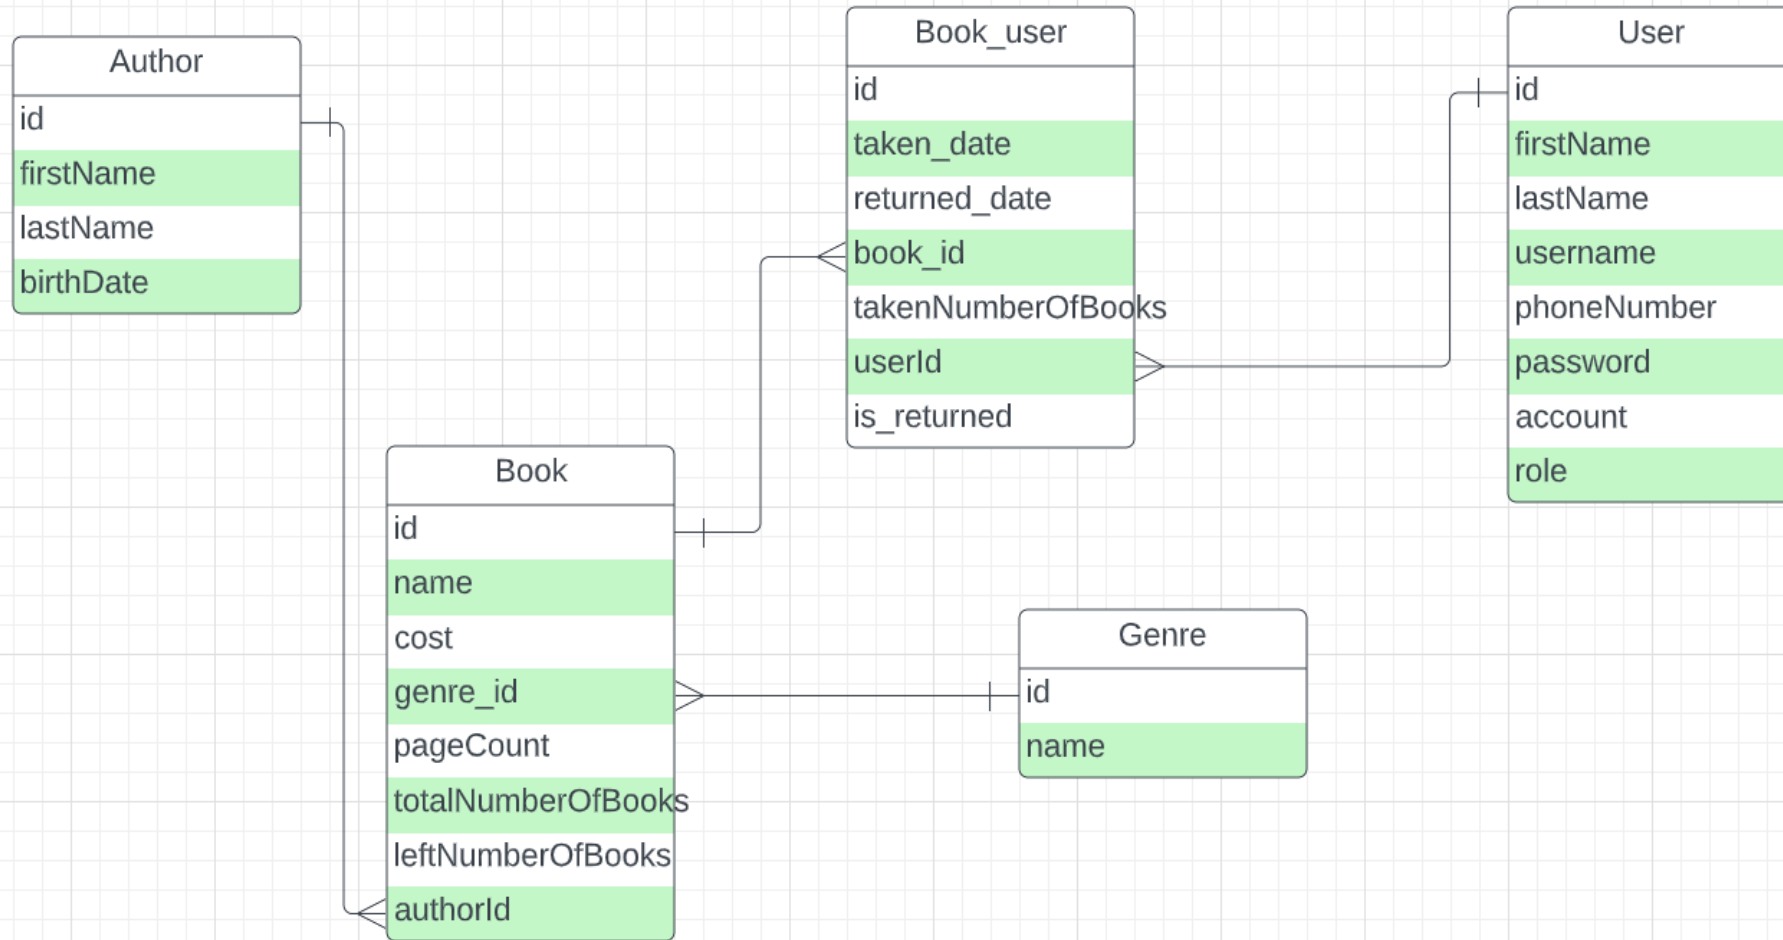 Author
id
firstName
lastName
birthDate
Book_user
id
taken_date
returned_date
book_id
takenNumberOfBooks
userId
is_returned
User
id
firstName
lastName
username
phoneNumber
password
account
role
Book
id
name
cost
genre_id
pageCount
totalNumberOfBooks
leftNumberOfBooks
authorId
Genre
id
name